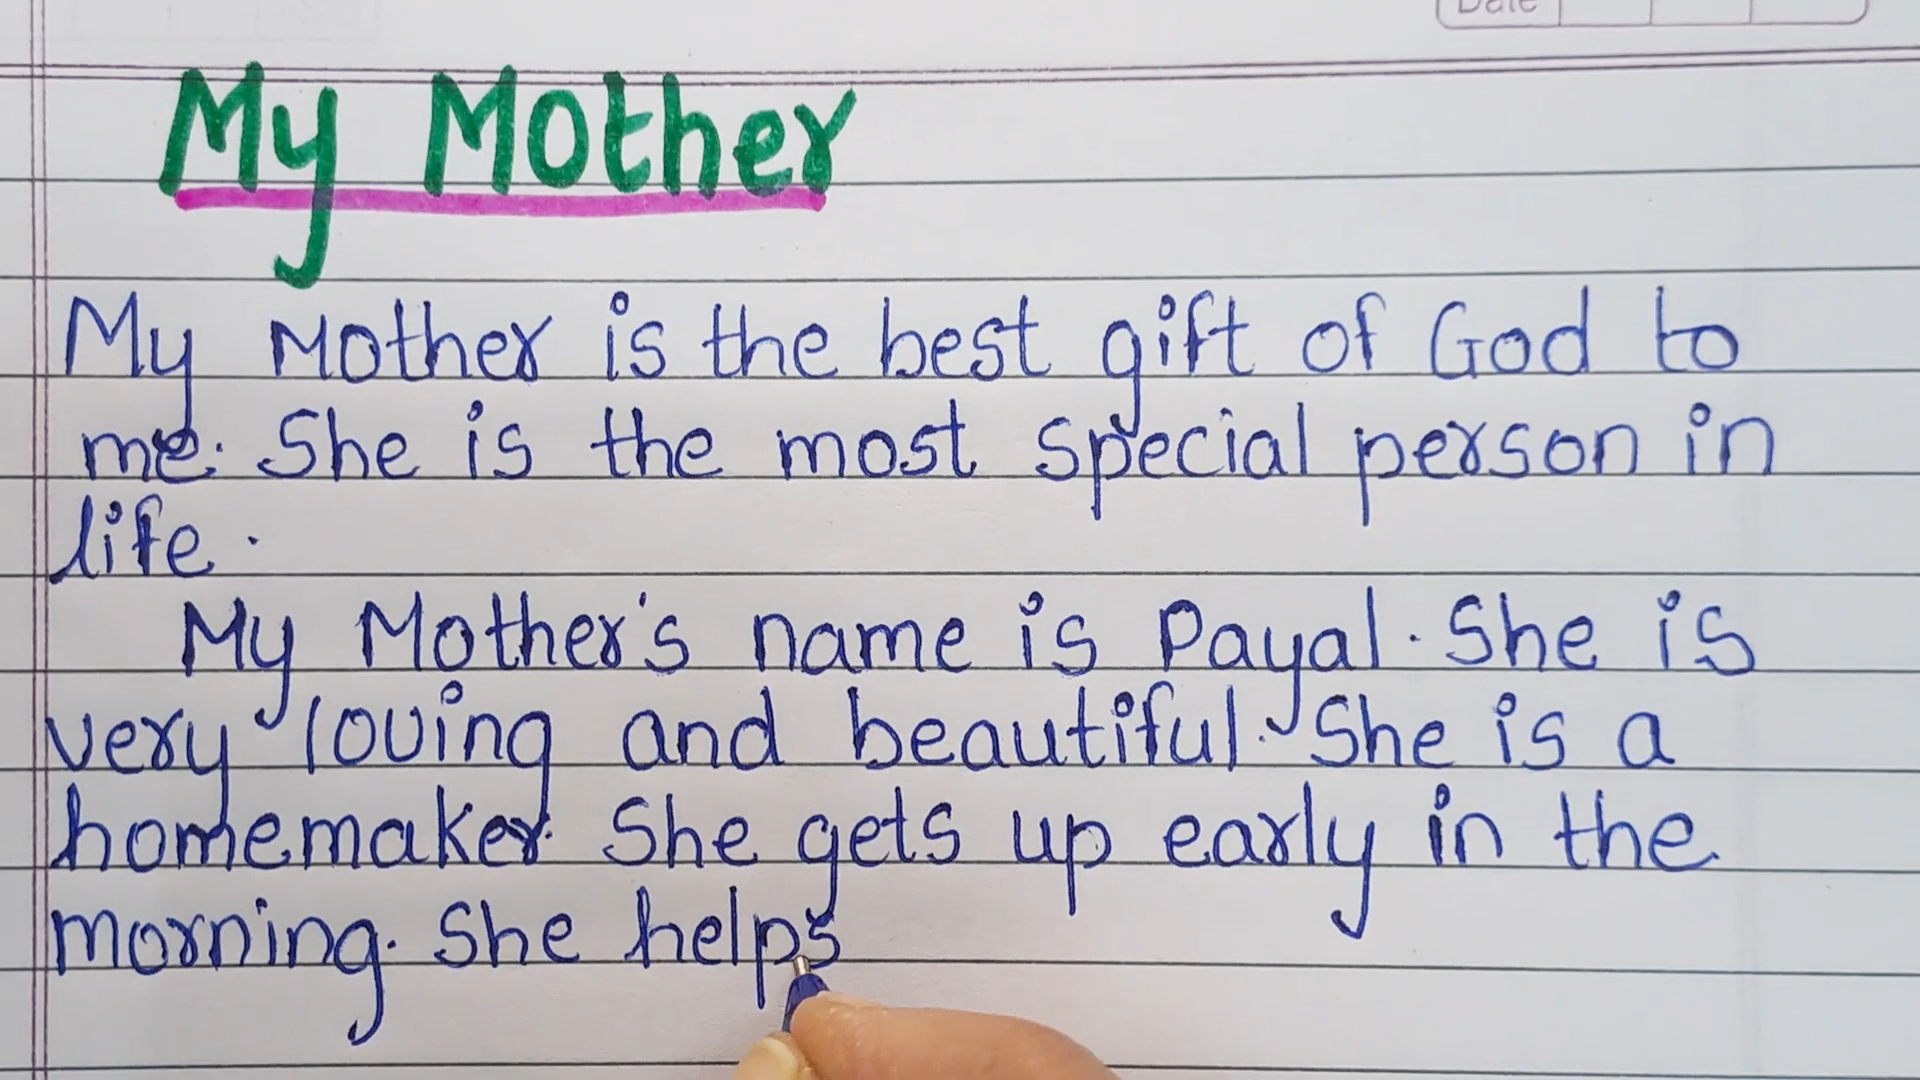 Date
My Mother
My Mother is the best gift of God to
me. She is the most special person in
life.
My Mother's name is Payal. She is
very loving and beautiful. She is a
homemaker. She gets up early in the
morning. She helps